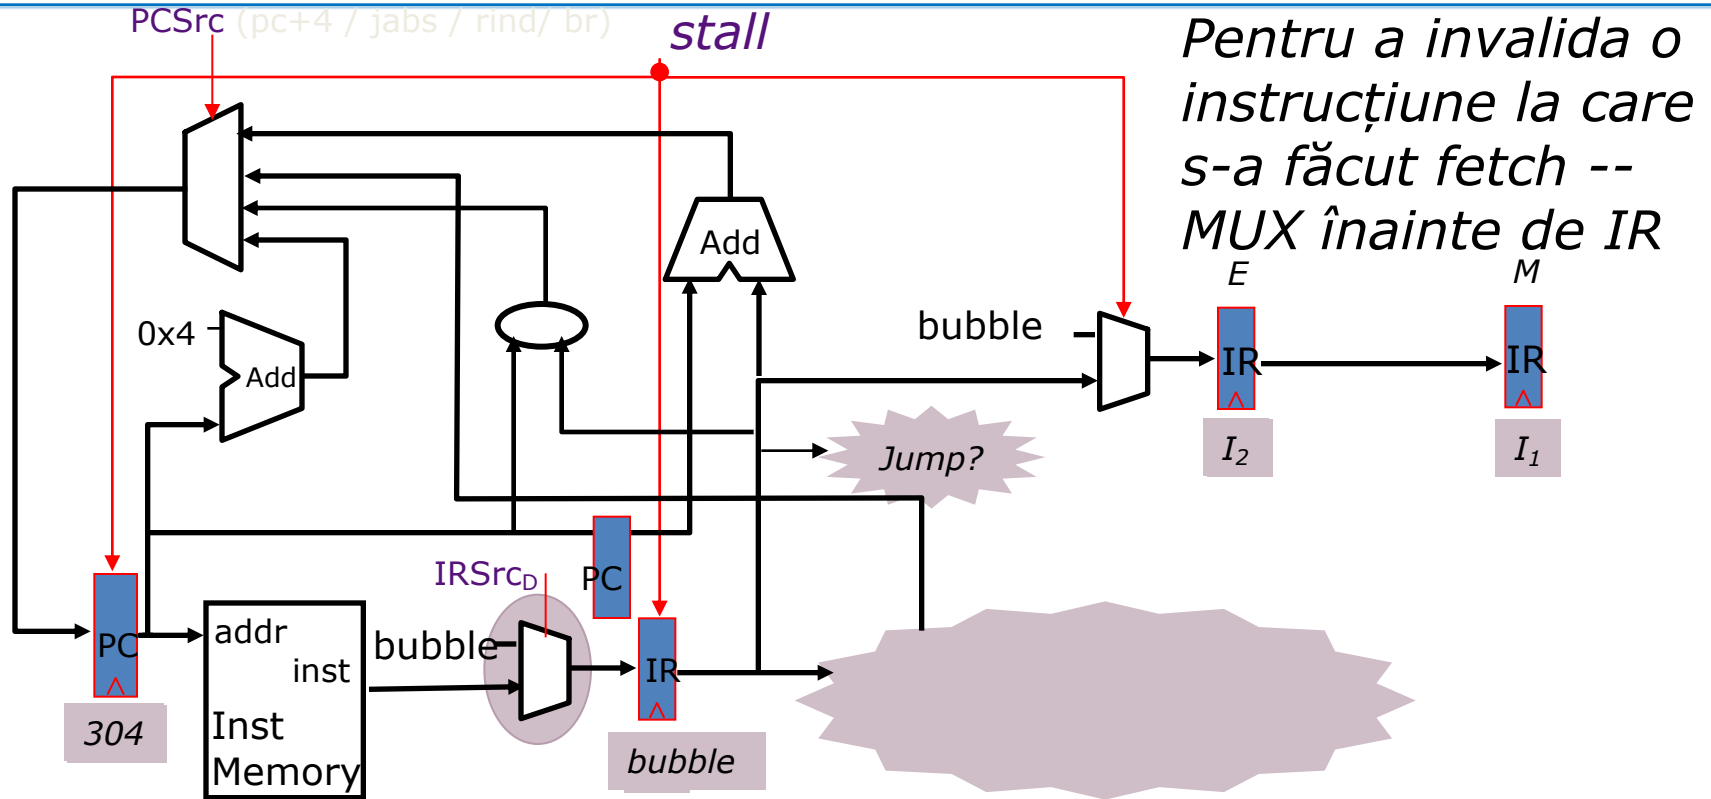 PCSrc (pc+4 / jabs / rind/ br)
stall
Pentru a invalida o
instrucțiune la care
s-a făcut fetch --
MUX înainte de IR
E
M
Add
0x4
Add
bubble
IR
IR
I2
I1
Jump?
IRSrcD
PC
PC
addr
inst
Inst
Memory
bubble
IR
304
bubble